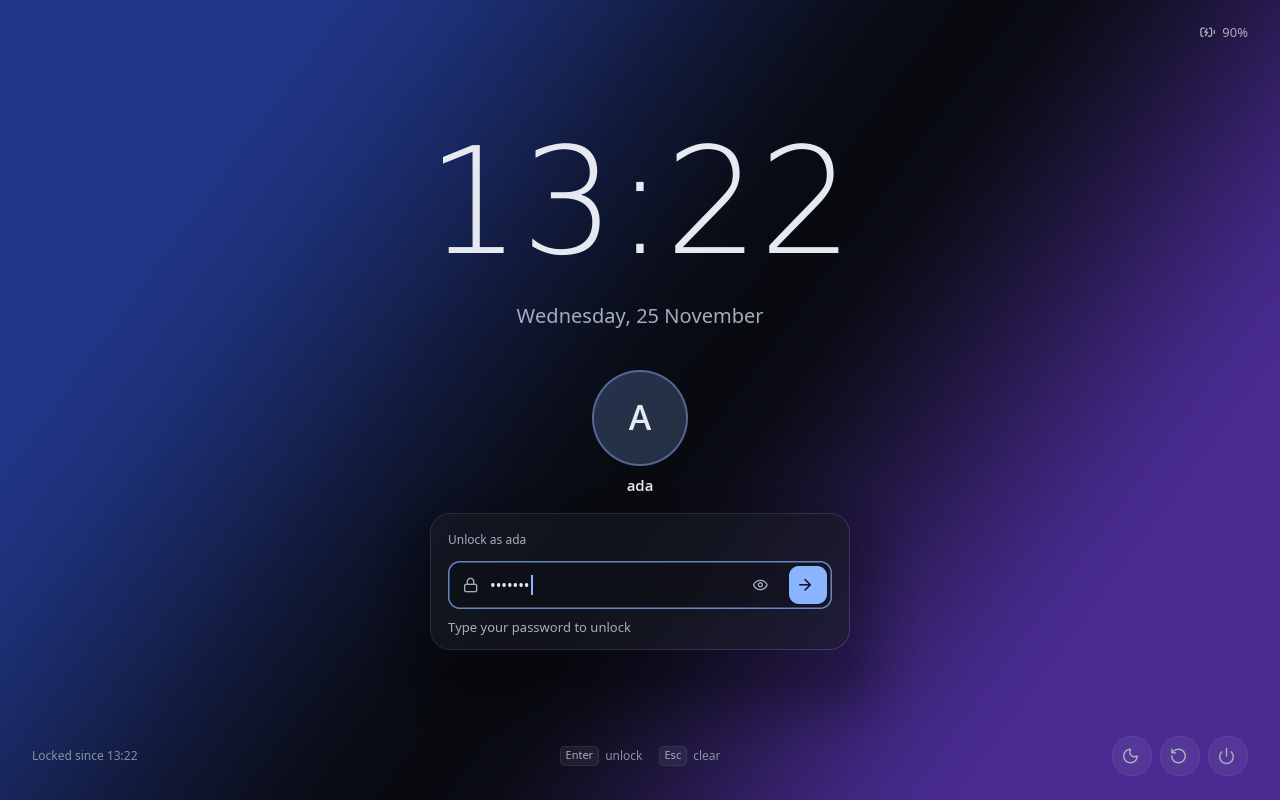 90%
13:22
Wednesday, 25 November
A
ada
Unlock as ada
•••••••
Type your password to unlock
Locked since 13:22
Enter unlock Esc clear